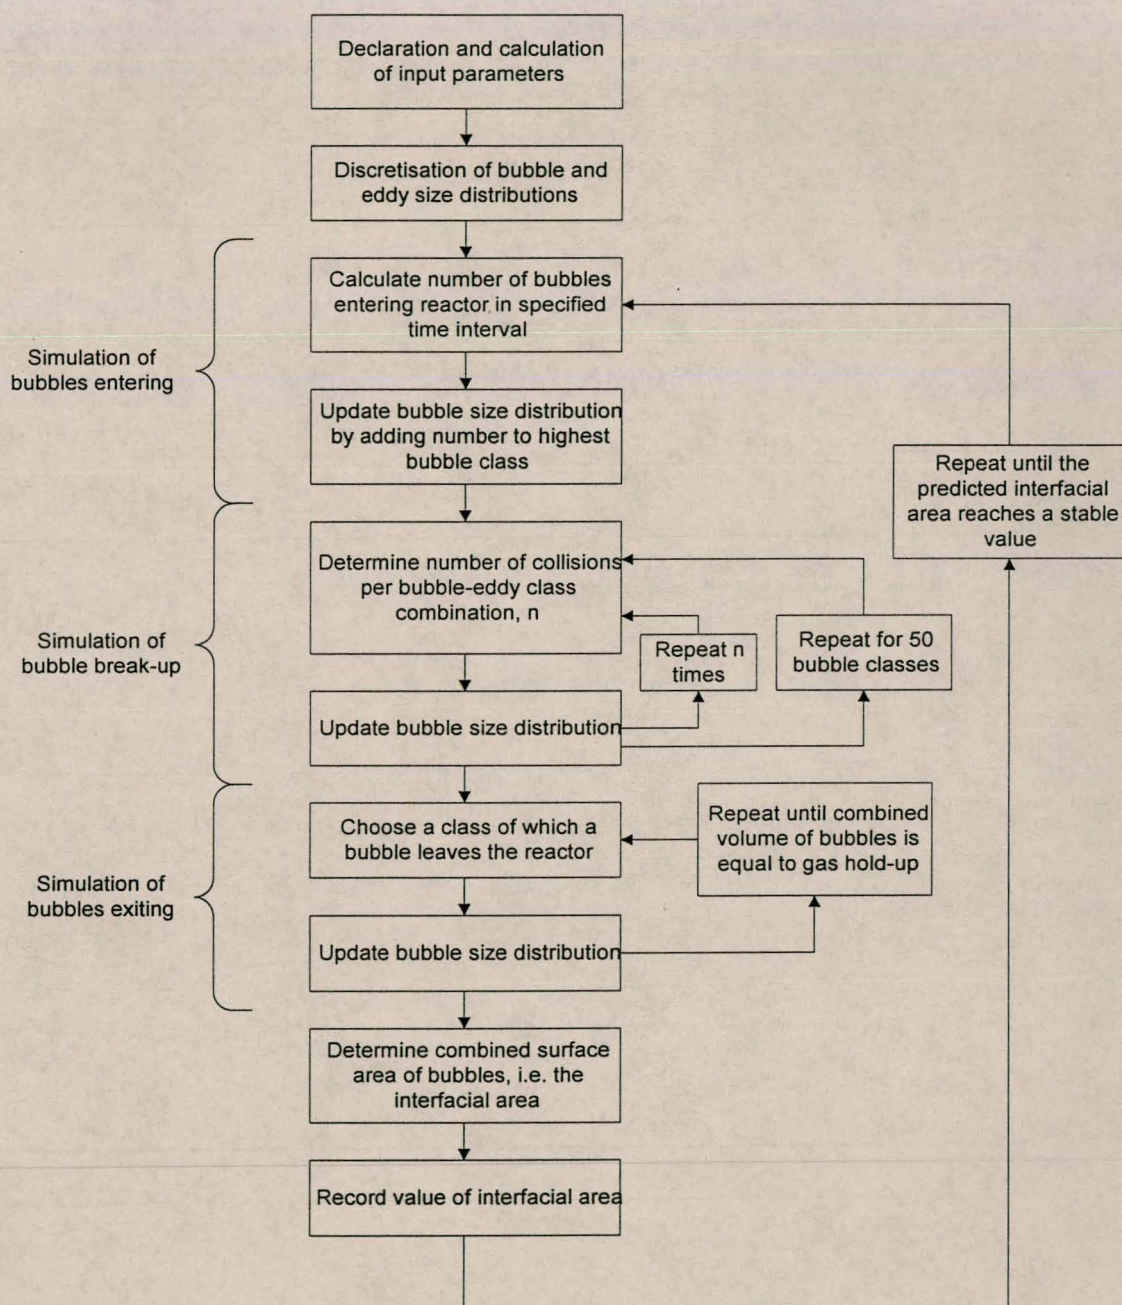 Declaration and calculation
of input parameters
Discretisation of bubble and
eddy size distributions
Calculate number of bubbles
entering reactor in specified
time interval
Simulation of
bubbles entering
Update bubble size distribution
by adding number to highest
bubble class
Repeat until the
predicted interfacial
area reaches a stable
value
Determine number of collisions
per bubble-eddy class
combination, n
Simulation of
bubble break-up
Repeat n
times
Repeat for 50
bubble classes
Update bubble size distribution
Choose a class of which a
bubble leaves the reactor
Repeat until combined
volume of bubbles is
equal to gas hold-up
Simulation of
bubbles exiting
Update bubble size distribution
Determine combined surface
area of bubbles, i.e. the
interfacial area
Record value of interfacial area